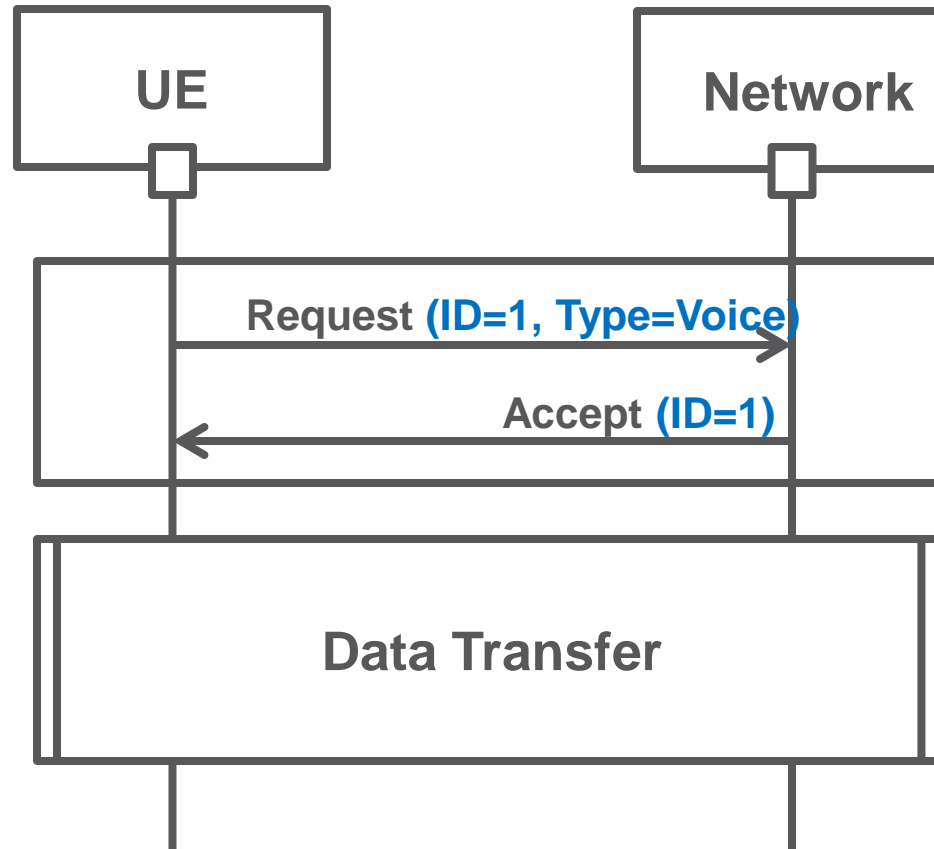 UE
Network
Request (ID=1, Type=Voice)
Accept (ID=1)
Data Transfer